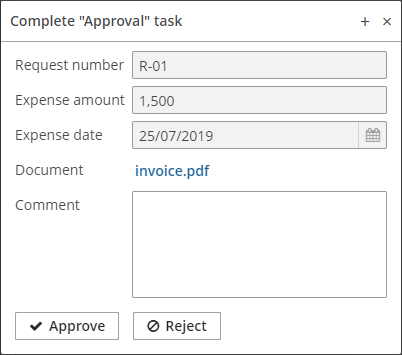 Complete "Approval" task
Request number R-01
Expense amount 1,500
Expense date 25/07/2019
Document invoice.pdf
Comment
Approve Reject